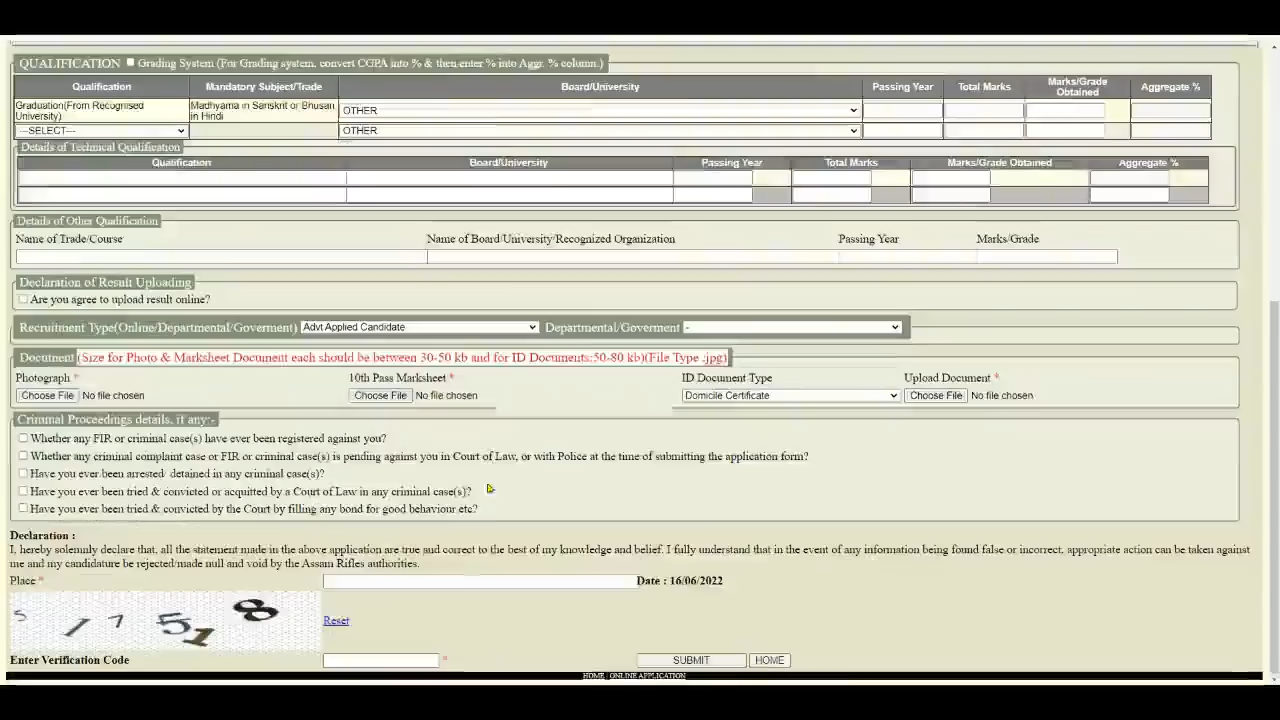 QUALIFICATION Grading System (For Grading system, convert CGPA into % & then enter % into Aggr. % column.)
Qualification Mandatory Subject/Trade Board/University Passing Year Total Marks Marks/Grade Obtained Aggregate %
Graduation(From Recognised University) Madhyama in Sanskrit or Bhusan in Hindi OTHER
---SELECT--- OTHER
Details of Technical Qualification
Qualification Board/University Passing Year Total Marks Marks/Grade Obtained Aggregate %
Details of Other Qualification
Name of Trade/Course Name of Board/University/Recognized Organization Passing Year Marks/Grade
Declaration of Result Uploading
Are you agree to upload result online?
Recruitment Type(Online/Departmental/Goverment) Advt Applied Candidate Departmental/Goverment -
Document (Size for Photo & Marksheet Document each should be between 30-50 kb and for ID Documents:50-80 kb)(File Type .jpg)
Photograph * 10th Pass Marksheet * ID Document Type Upload Document *
Choose File No file chosen Choose File No file chosen Domicile Certificate Choose File No file chosen
Criminal Proceedings details, if any:-
Whether any FIR or criminal case(s) have ever been registered against you?
Whether any criminal complaint case or FIR or criminal case(s) is pending against you in Court of Law, or with Police at the time of submitting the application form?
Have you ever been arrested/ detained in any criminal case(s)?
Have you ever been tried & convicted or acquitted by a Court of Law in any criminal case(s)?
Have you ever been tried & convicted by the Court by filling any bond for good behaviour etc?
Declaration :
I, hereby solemnly declare that, all the statement made in the above application are true and correct to the best of my knowledge and belief. I fully understand that in the event of any information being found false or incorrect, appropriate action can be taken against
me and my candidature be rejected/made null and void by the Assam Rifles authorities.
Place * Date : 16/06/2022
5 1 7 5 1 8 Reset
Enter Verification Code * SUBMIT HOME
HOME ONLINE APPLICATION